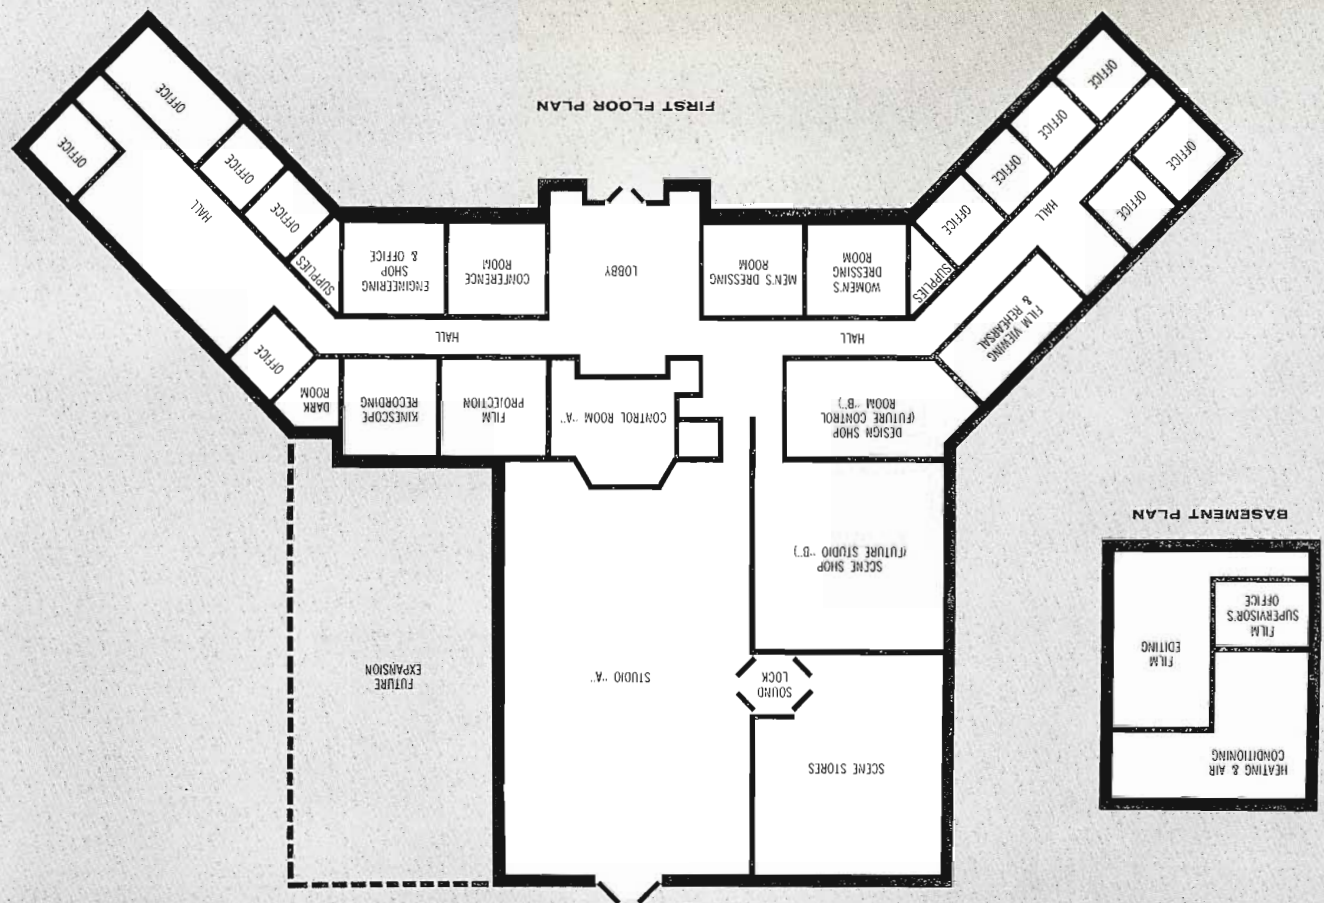 HEATING & AIR
CONDITIONING
FILM
SUPERVISOR'S
OFFICE
FILM
EDITING
BASEMENT PLAN
SCENE STORES
SOUND
LOCK
STUDIO "A"
FUTURE
EXPANSION
SCENE SHOP
(FUTURE STUDIO "B")
DESIGN SHOP
(FUTURE CONTROL
ROOM "B")
CONTROL ROOM "A"
FILM
PROJECTION
KINESCOPE
RECORDING
DARK
ROOM
OFFICE
FILM VIEWING
& REHEARSAL
HALL
HALL
SUPPLIES
WOMEN'S
DRESSING
ROOM
MEN'S DRESSING
ROOM
LOBBY
CONFERENCE
ROOM
ENGINEERING
SHOP
& OFFICE
SUPPLIES
HALL
HALL
OFFICE
OFFICE
OFFICE
OFFICE
OFFICE
OFFICE
OFFICE
OFFICE
OFFICE
OFFICE
FIRST FLOOR PLAN